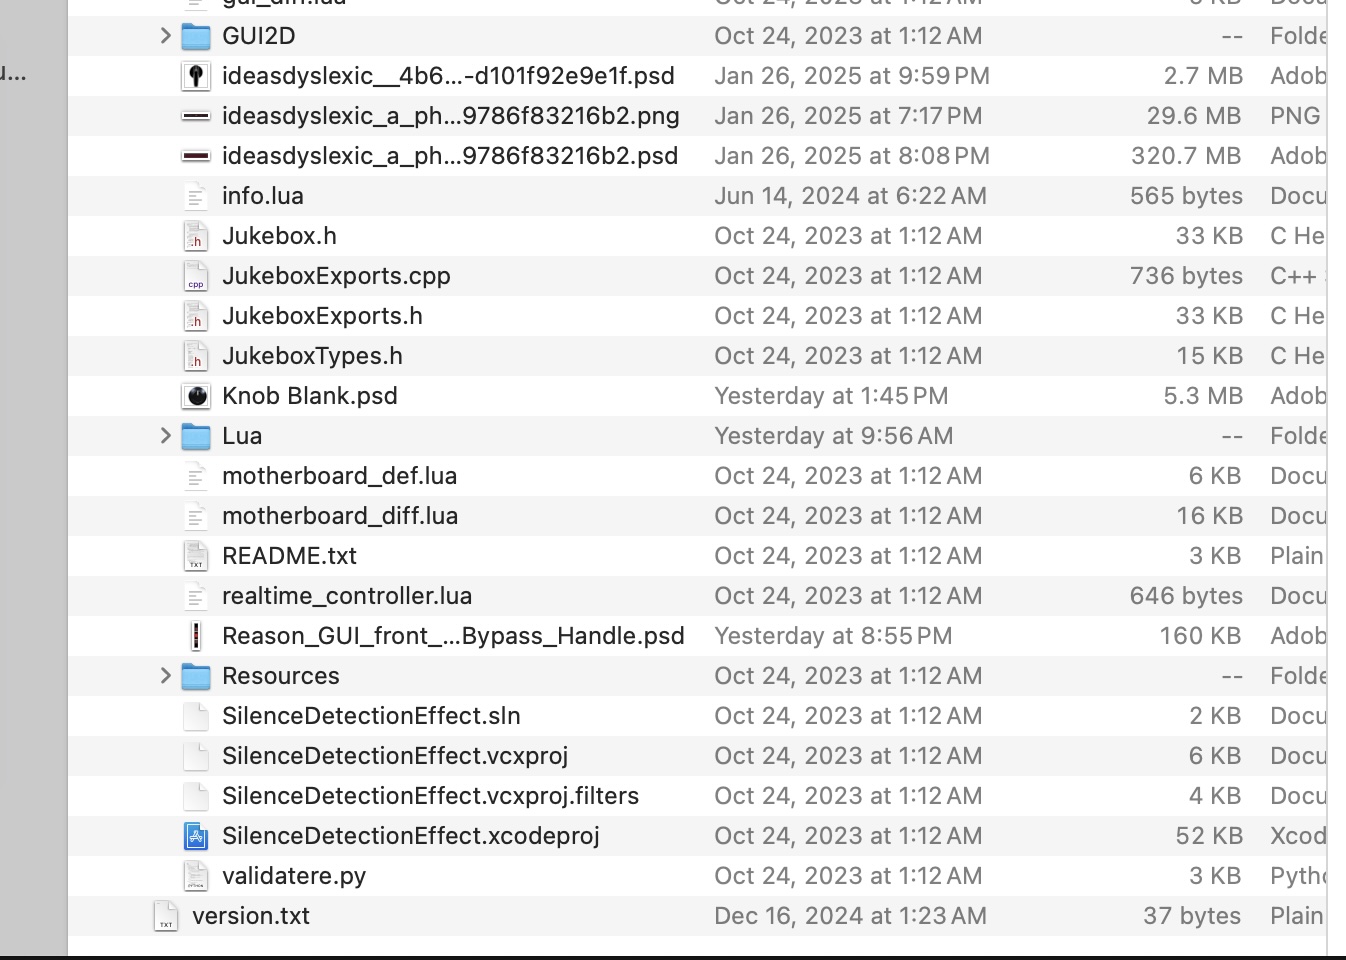 GUI2D Oct 24, 2023 at 1:12 AM -- Folde
ideasdyslexic__4b6...-d101f92e9e1f.psd Jan 26, 2025 at 9:59 PM 2.7 MB Adob
ideasdyslexic_a_ph...9786f83216b2.png Jan 26, 2025 at 7:17 PM 29.6 MB PNG
ideasdyslexic_a_ph...9786f83216b2.psd Jan 26, 2025 at 8:08 PM 320.7 MB Adob
info.lua Jun 14, 2024 at 6:22 AM 565 bytes Docu
Jukebox.h Oct 24, 2023 at 1:12 AM 33 KB C He
JukeboxExports.cpp Oct 24, 2023 at 1:12 AM 736 bytes C++
JukeboxExports.h Oct 24, 2023 at 1:12 AM 33 KB C He
JukeboxTypes.h Oct 24, 2023 at 1:12 AM 15 KB C He
Knob Blank.psd Yesterday at 1:45 PM 5.3 MB Adob
Lua Yesterday at 9:56 AM -- Folde
motherboard_def.lua Oct 24, 2023 at 1:12 AM 6 KB Docu
motherboard_diff.lua Oct 24, 2023 at 1:12 AM 16 KB Docu
README.txt Oct 24, 2023 at 1:12 AM 3 KB Plain
realtime_controller.lua Oct 24, 2023 at 1:12 AM 646 bytes Docu
Reason_GUI_front_...Bypass_Handle.psd Yesterday at 8:55 PM 160 KB Adob
Resources Oct 24, 2023 at 1:12 AM -- Folde
SilenceDetectionEffect.sln Oct 24, 2023 at 1:12 AM 2 KB Docu
SilenceDetectionEffect.vcxproj Oct 24, 2023 at 1:12 AM 6 KB Docu
SilenceDetectionEffect.vcxproj.filters Oct 24, 2023 at 1:12 AM 4 KB Docu
SilenceDetectionEffect.xcodeproj Oct 24, 2023 at 1:12 AM 52 KB Xcod
validatere.py Oct 24, 2023 at 1:12 AM 3 KB Pytho
version.txt Dec 16, 2024 at 1:23 AM 37 bytes Plain